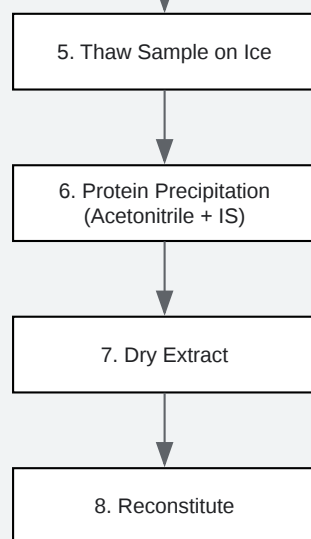 5. Thaw Sample on Ice
6. Protein Precipitation
(Acetonitrile + IS)
7. Dry Extract
8. Reconstitute